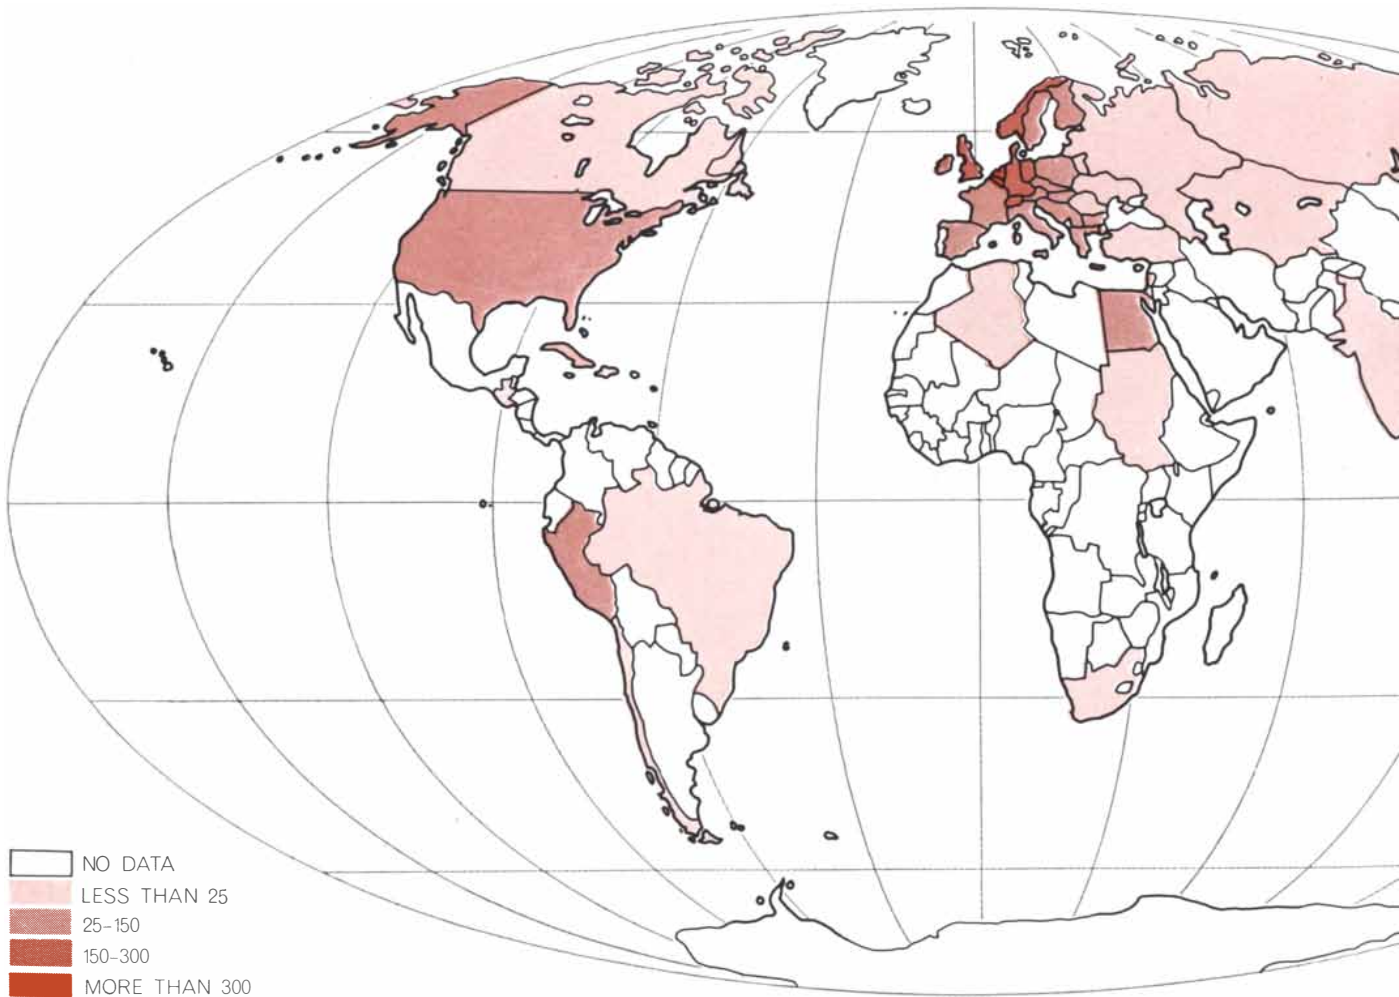 NO DATA
LESS THAN 25
25-150
150-300
MORE THAN 300